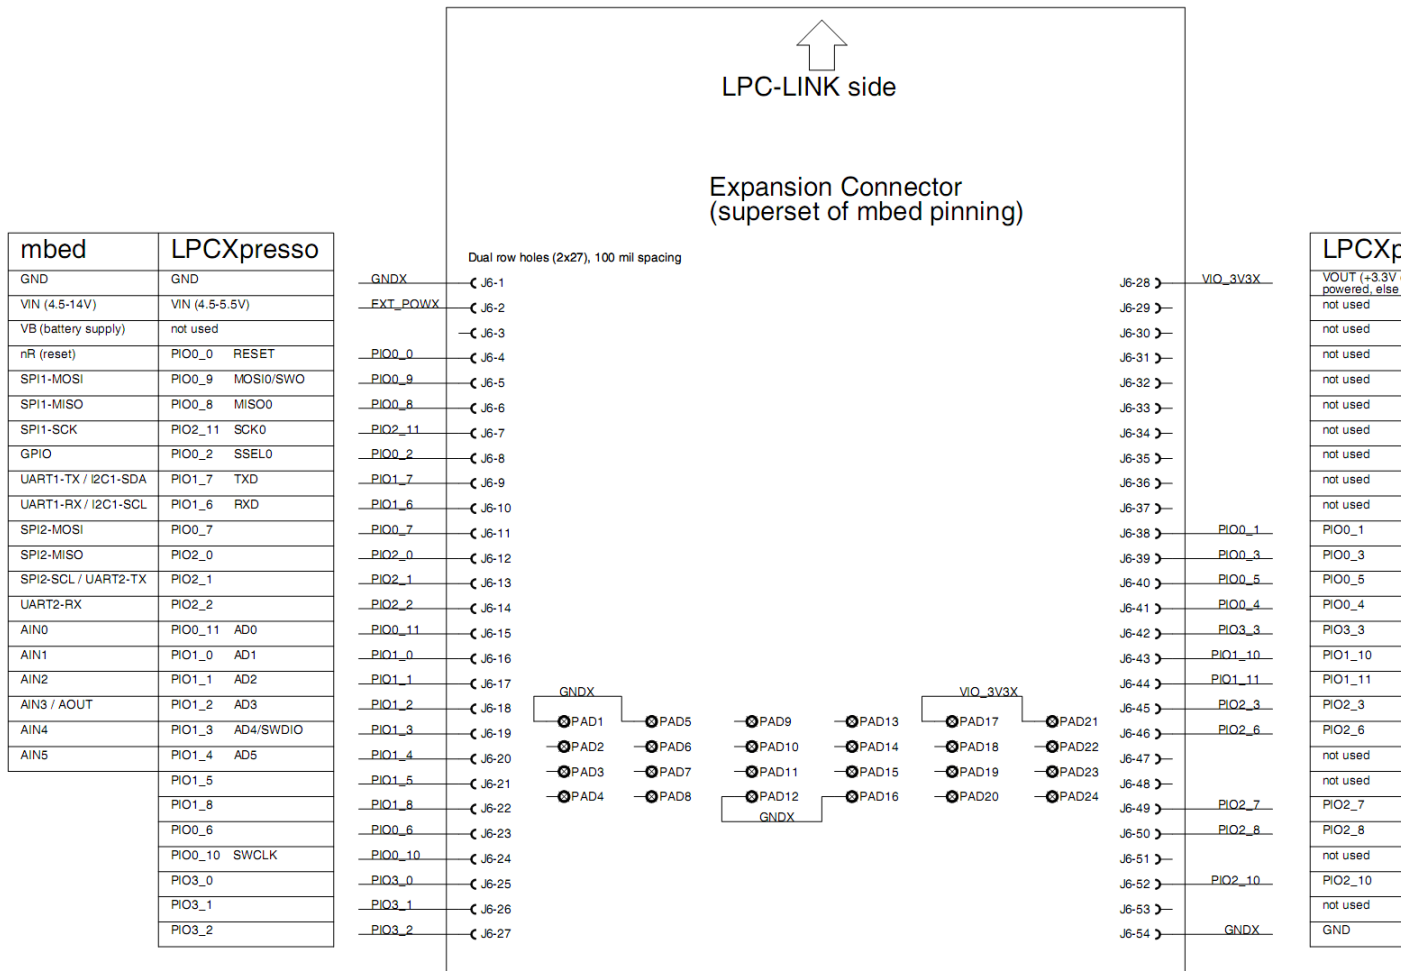 LPC-LINK side
Expansion Connector
(superset of mbed pinning)
Dual row holes (2x27), 100 mil spacing
mbed LPCXpresso
GND GND
VIN (4.5-14V) VIN (4.5-5.5V)
VB (battery supply) not used
nR (reset) PIO0_0 RESET
SPI1-MOSI PIO0_9 MOSI0/SWO
SPI1-MISO PIO0_8 MISO0
SPI1-SCK PIO2_11 SCK0
GPIO PIO0_2 SSEL0
UART1-TX / I2C1-SDA PIO1_7 TXD
UART1-RX / I2C1-SCL PIO1_6 RXD
SPI2-MOSI PIO0_7
SPI2-MISO PIO2_0
SPI2-SCL / UART2-TX PIO2_1
UART2-RX PIO2_2
AIN0 PIO0_11 AD0
AIN1 PIO1_0 AD1
AIN2 PIO1_1 AD2
AIN3 / AOUT PIO1_2 AD3
AIN4 PIO1_3 AD4/SWDIO
AIN5 PIO1_4 AD5
PIO1_5
PIO1_8
PIO0_6
PIO0_10 SWCLK
PIO3_0
PIO3_1
PIO3_2
GNDX J6-1
EXT_POWX J6-2
J6-3
PIO0_0 J6-4
PIO0_9 J6-5
PIO0_8 J6-6
PIO2_11 J6-7
PIO0_2 J6-8
PIO1_7 J6-9
PIO1_6 J6-10
PIO0_7 J6-11
PIO2_0 J6-12
PIO2_1 J6-13
PIO2_2 J6-14
PIO0_11 J6-15
PIO1_0 J6-16
PIO1_1 J6-17
PIO1_2 J6-18
PIO1_3 J6-19
PIO1_4 J6-20
PIO1_5 J6-21
PIO1_8 J6-22
PIO0_6 J6-23
PIO0_10 J6-24
PIO3_0 J6-25
PIO3_1 J6-26
PIO3_2 J6-27
GNDX VIO_3V3X
PAD1 PAD5 PAD9 PAD13 PAD17 PAD21
PAD2 PAD6 PAD10 PAD14 PAD18 PAD22
PAD3 PAD7 PAD11 PAD15 PAD19 PAD23
PAD4 PAD8 PAD12 PAD16 PAD20 PAD24
GNDX
J6-28 VIO_3V3X
J6-29
J6-30
J6-31
J6-32
J6-33
J6-34
J6-35
J6-36
J6-37
J6-38 PIO0_1
J6-39 PIO0_3
J6-40 PIO0_5
J6-41 PIO0_4
J6-42 PIO3_3
J6-43 PIO1_10
J6-44 PIO1_11
J6-45 PIO2_3
J6-46 PIO2_6
J6-47
J6-48
J6-49 PIO2_7
J6-50 PIO2_8
J6-51
J6-52 PIO2_10
J6-53
J6-54 GNDX
LPCXp
VOUT (+3.3V
powered, else
not used
not used
not used
not used
not used
not used
not used
not used
not used
PIO0_1
PIO0_3
PIO0_5
PIO0_4
PIO3_3
PIO1_10
PIO1_11
PIO2_3
PIO2_6
not used
not used
PIO2_7
PIO2_8
not used
PIO2_10
not used
GND